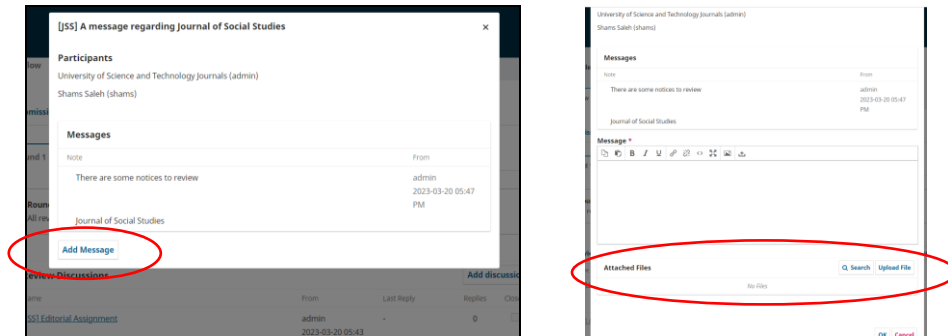 [JSS] A message regarding Journal of Social Studies
×
Participants
University of Science and Technology Journals (admin)
Shams Saleh (shams)
Messages
Note From
There are some notices to review admin
2023-03-20 05:47
PM
Journal of Social Studies
Add Message
Round
All rev
Review Discussions Add discussion
From Last Reply Replies
[JSS] Editorial Assignment admin - 0
2023-03-20 05:43
University of Science and Technology Journals (admin)
Shams Saleh (shams)
Messages
Note From
There are some notices to review admin
2023-03-20 05:47
PM
Journal of Social Studies
Message *
Attached Files Search Upload File
No Files
OK Cancel